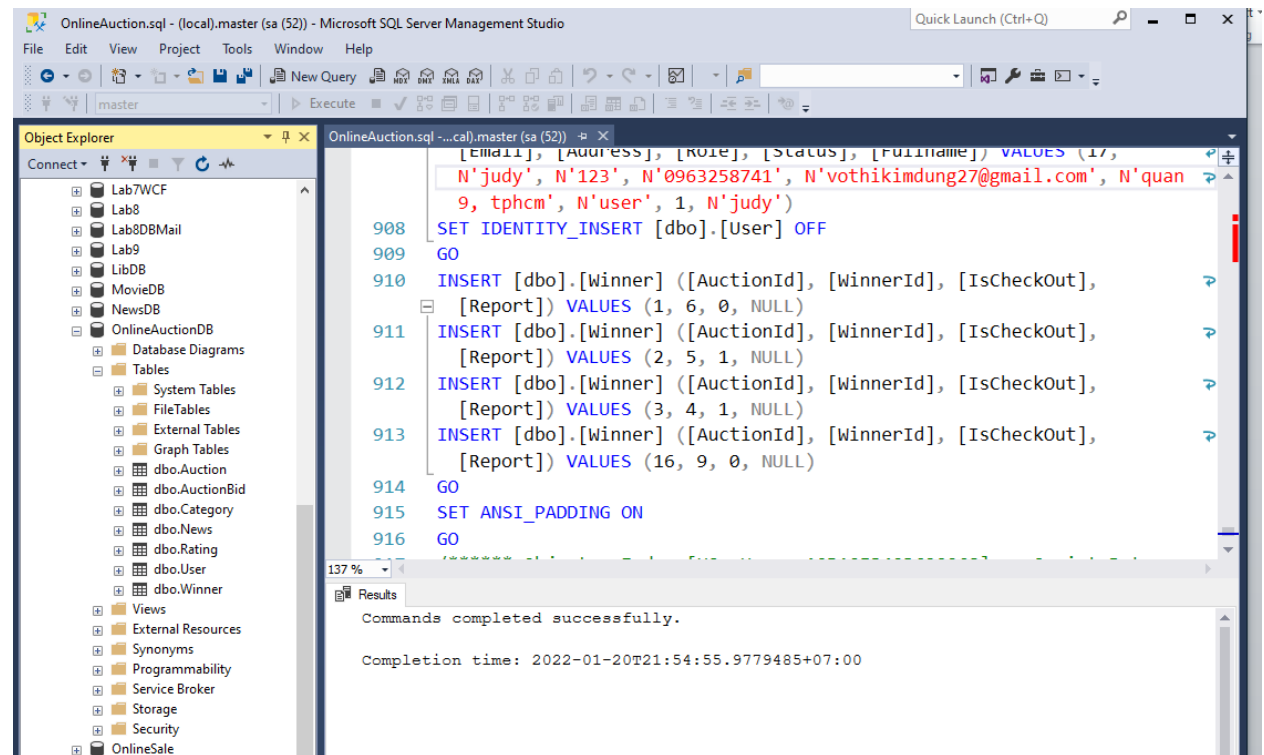 OnlineAuction.sql - (local).master (sa (52)) - Microsoft SQL Server Management Studio
Quick Launch (Ctrl+Q)
File Edit View Project Tools Window Help
New Query MDX DMX XMLA DAX
master Execute
Object Explorer
OnlineAuction.sql -...cal).master (sa (52))
Connect
Lab7WCF
Lab8
Lab8DBMail
Lab9
LibDB
MovieDB
NewsDB
OnlineAuctionDB
Database Diagrams
Tables
System Tables
FileTables
External Tables
Graph Tables
dbo.Auction
dbo.AuctionBid
dbo.Category
dbo.News
dbo.Rating
dbo.User
dbo.Winner
Views
External Resources
Synonyms
Programmability
Service Broker
Storage
Security
OnlineSale
[Email], [Address], [Role], [Status], [Fullname]) VALUES (17,
N'judy', N'123', N'0963258741', N'vothikimdung27@gmail.com', N'quan
9, tphcm', N'user', 1, N'judy')
908 SET IDENTITY_INSERT [dbo].[User] OFF
909 GO
910 INSERT [dbo].[Winner] ([AuctionId], [WinnerId], [IsCheckOut],
[Report]) VALUES (1, 6, 0, NULL)
911 INSERT [dbo].[Winner] ([AuctionId], [WinnerId], [IsCheckOut],
[Report]) VALUES (2, 5, 1, NULL)
912 INSERT [dbo].[Winner] ([AuctionId], [WinnerId], [IsCheckOut],
[Report]) VALUES (3, 4, 1, NULL)
913 INSERT [dbo].[Winner] ([AuctionId], [WinnerId], [IsCheckOut],
[Report]) VALUES (16, 9, 0, NULL)
914 GO
915 SET ANSI_PADDING ON
916 GO
137 %
Results
Commands completed successfully.
Completion time: 2022-01-20T21:54:55.9779485+07:00